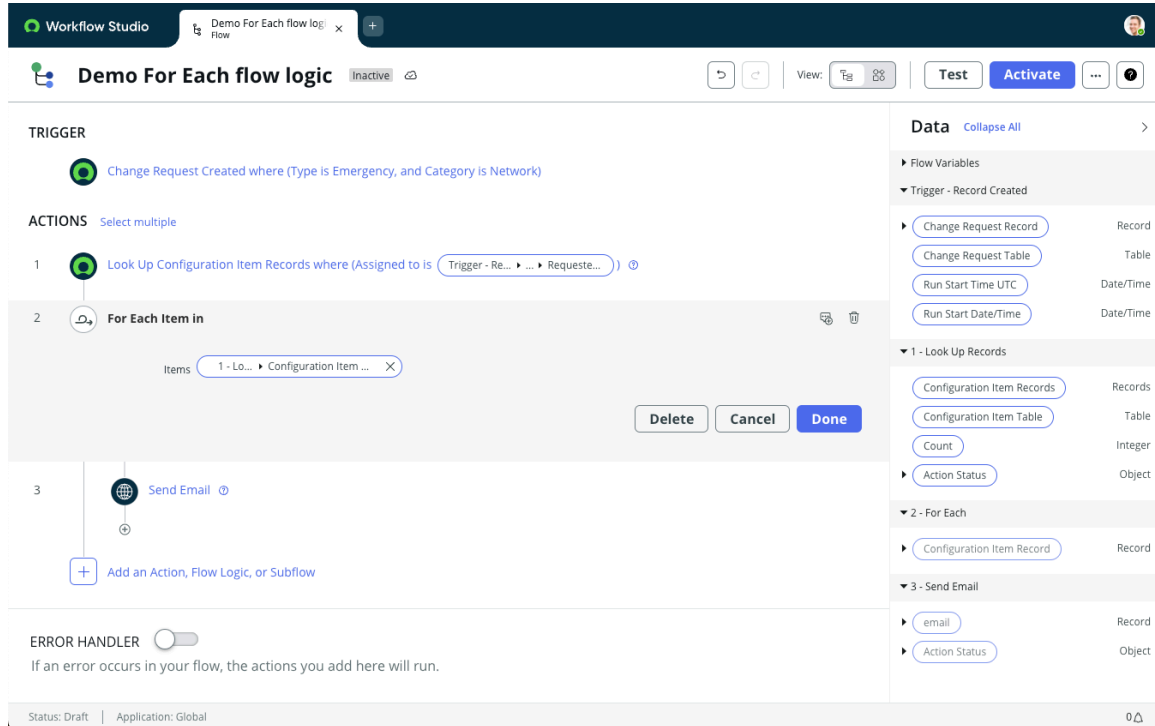 Workflow Studio
Demo For Each flow logi
Flow
Demo For Each flow logic Inactive
View: Test Activate ... ?
TRIGGER
Change Request Created where (Type is Emergency, and Category is Network)
ACTIONS Select multiple
1 Look Up Configuration Item Records where (Assigned to is Trigger - Re... ▸ ... ▸ Requeste... )
2 For Each Item in
Items 1 - Lo... ▸ Configuration Item ...
Delete Cancel Done
3 Send Email
Add an Action, Flow Logic, or Subflow
ERROR HANDLER
If an error occurs in your flow, the actions you add here will run.
Data Collapse All
Flow Variables
Trigger - Record Created
Change Request Record Record
Change Request Table Table
Run Start Time UTC Date/Time
Run Start Date/Time Date/Time
1 - Look Up Records
Configuration Item Records Records
Configuration Item Table Table
Count Integer
Action Status Object
2 - For Each
Configuration Item Record Record
3 - Send Email
email Record
Action Status Object
Status: Draft | Application: Global 0